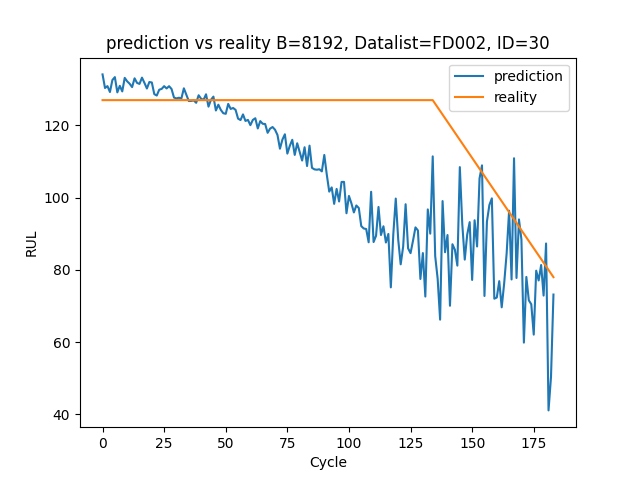 prediction vs reality B=8192, Datalist=FD002, ID=30
prediction
reality
RUL
120
100
80
60
40
0 25 50 75 100 125 150 175
Cycle